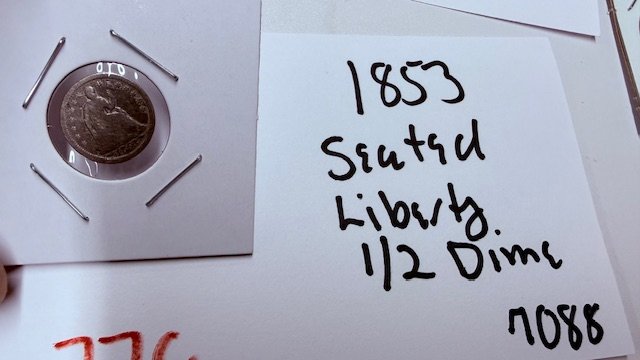 1853
Seated
Liberty
1/2 Dime
7088